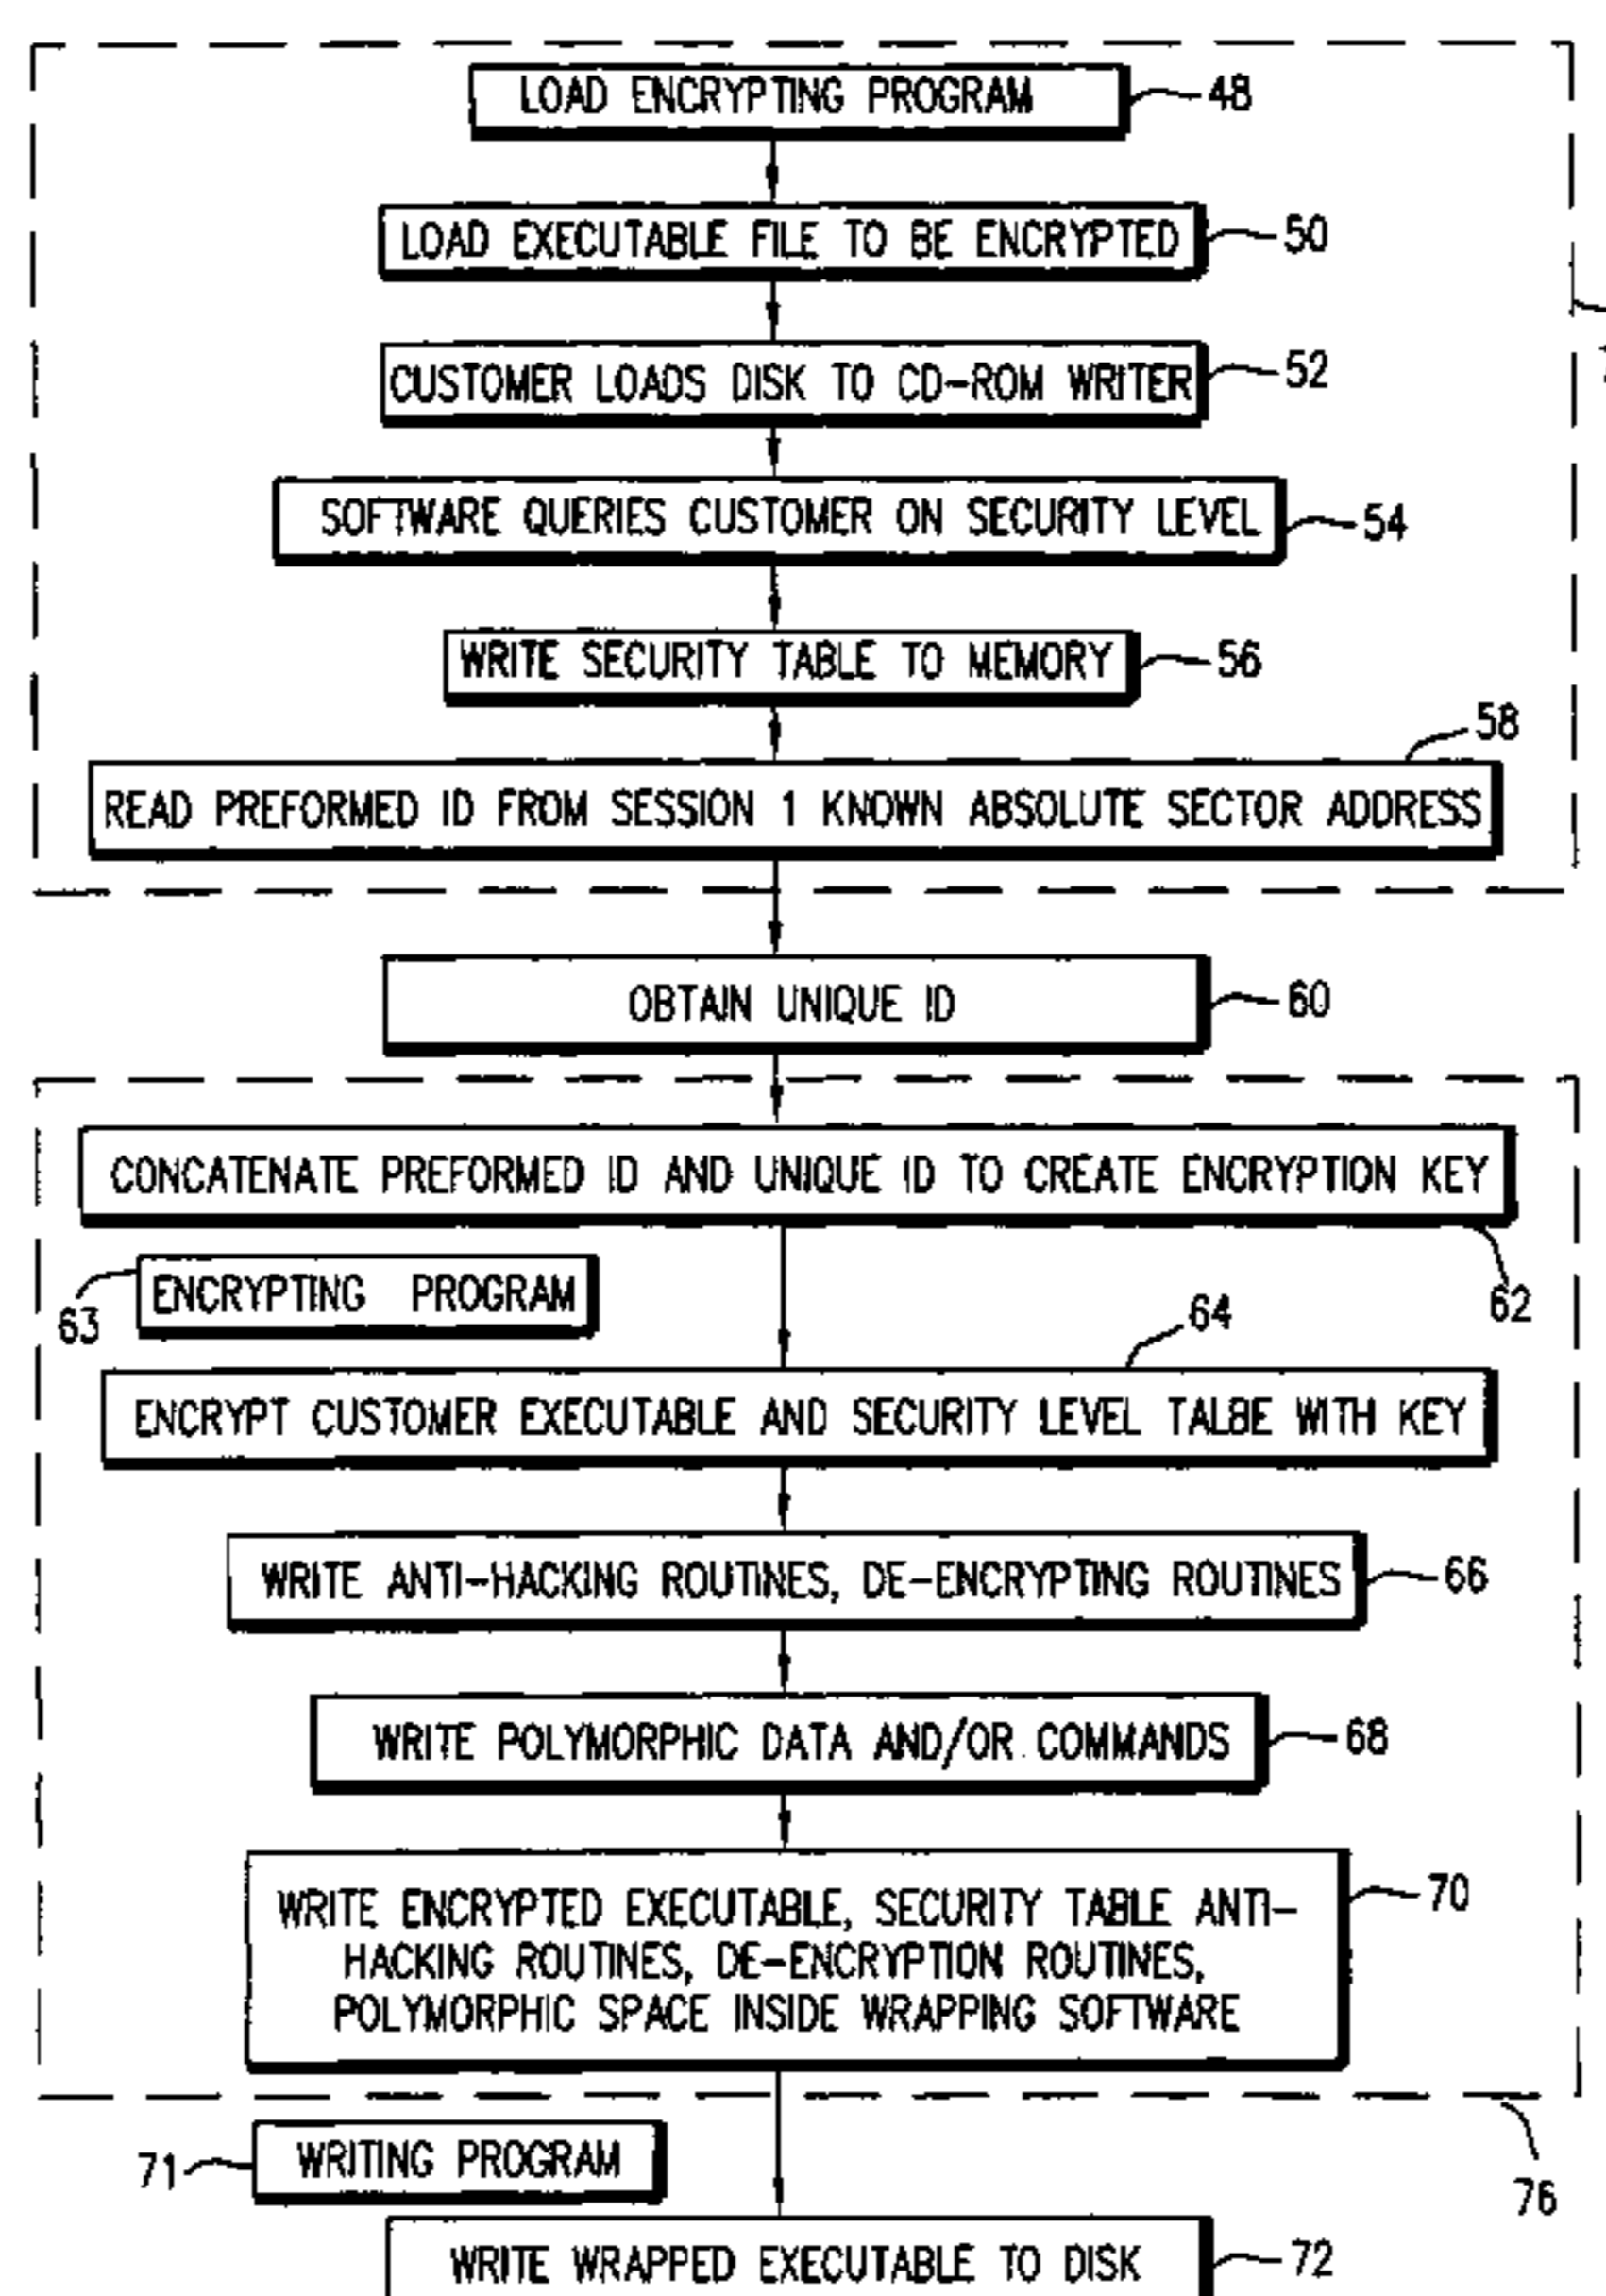 LOAD ENCRYPTING PROGRAM
48
LOAD EXECUTABLE FILE TO BE ENCRYPTED
50
CUSTOMER LOADS DISK TO CD-ROM WRITER
52
SOFTWARE QUERIES CUSTOMER ON SECURITY LEVEL
54
WRITE SECURITY TABLE TO MEMORY
56
58
READ PREFORMED ID FROM SESSION 1 KNOWN ABSOLUTE SECTOR ADDRESS
OBTAIN UNIQUE ID
60
CONCATENATE PREFORMED ID AND UNIQUE ID TO CREATE ENCRYPTION KEY
62
63
ENCRYPTING PROGRAM
64
ENCRYPT CUSTOMER EXECUTABLE AND SECURITY LEVEL TALBE WITH KEY
WRITE ANTI-HACKING ROUTINES, DE-ENCRYPTING ROUTINES
66
WRITE POLYMORPHIC DATA AND/OR COMMANDS
68
WRITE ENCRYPTED EXECUTABLE, SECURITY TABLE ANTI-
HACKING ROUTINES, DE-ENCRYPTION ROUTINES,
POLYMORPHIC SPACE INSIDE WRAPPING SOFTWARE
70
71
WRITING PROGRAM
76
WRITE WRAPPED EXECUTABLE TO DISK
72